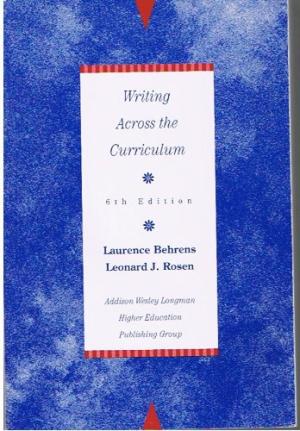 Writing
Across the
Curriculum
6th Edition
Laurence Behrens
Leonard J. Rosen
Addison Wesley Longman
Higher Education
Publishing Group